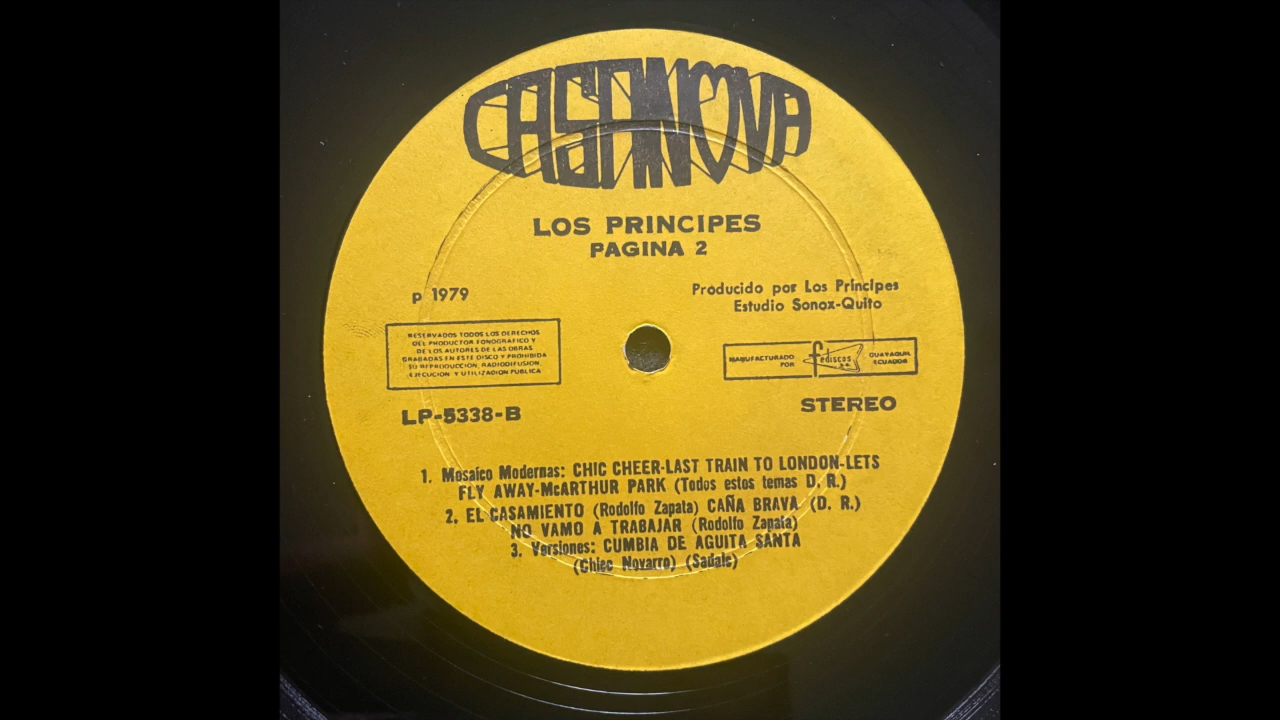 CASANOVA
LOS PRINCIPES
PAGINA 2
p 1979
Producido por Los Príncipes
Estudio Sonox-Quito
RESERVADOS TODOS LOS DERECHOS
DEL PRODUCTOR FONOGRAFICO Y
DE LOS AUTORES DE LAS OBRAS
GRABADAS EN ESTE DISCO Y PROHIBIDA
SU REPRODUCCION, RADIODIFUSION,
EJECUCION Y UTILIZACION PUBLICA
MANUFACTURADO
POR
fediscos
GUAYAQUIL
ECUADOR
LP-5338-B
STEREO
1. Mosaico Modernas: CHIC CHEER-LAST TRAIN TO LONDON-LETS
FLY AWAY-McARTHUR PARK (Todos estos temas D. R.)
2. EL CASAMIENTO (Rodolfo Zapata) CAÑA BRAVA (D. R.)
NO VAMO A TRABAJAR (Rodolfo Zapata)
3. Versiones: CUMBIA DE AGUITA SANTA
(Chico Novarro) (Sadaic)